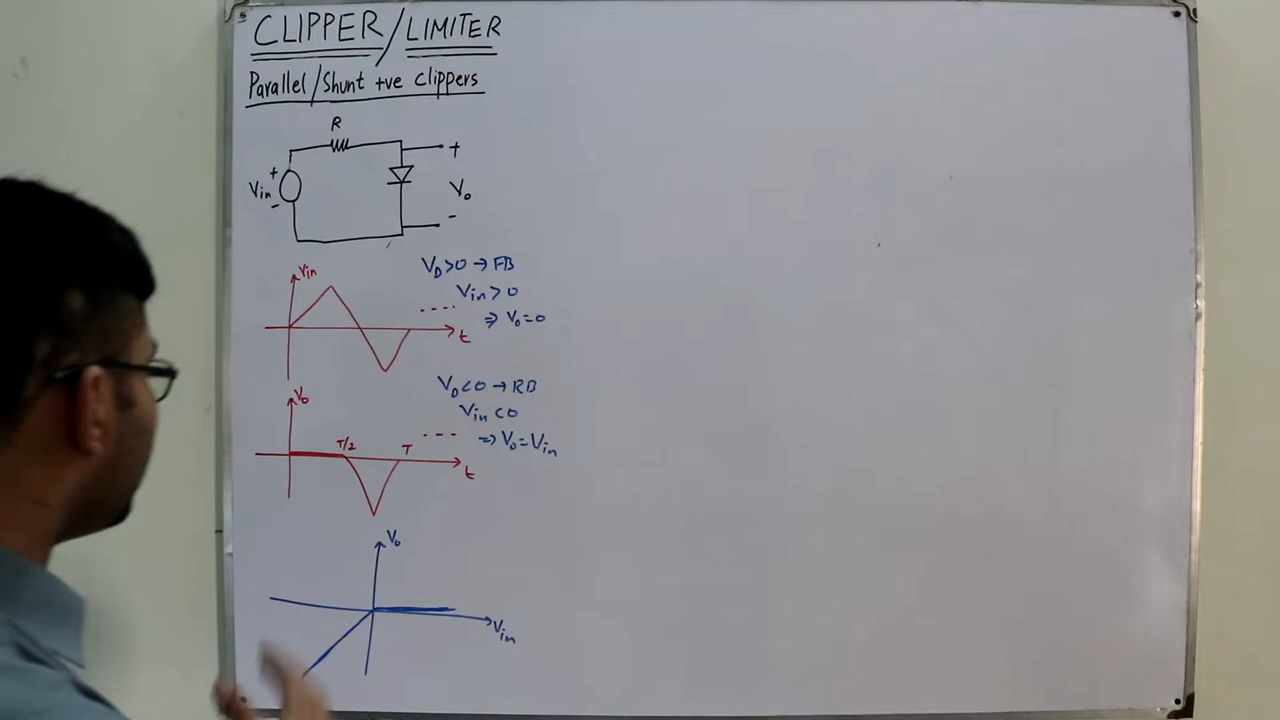 CLIPPER/LIMITER
Parallel/Shunt +ve clippers
R
+
+
Vin
Vo
-
-
Vin
VD>0 → FB
Vin > 0
⇒ Vo=0
t
VD<0 → RB
Vo
Vin <0
T/2
T
⇒ Vo=Vin
t
Vo
Vin